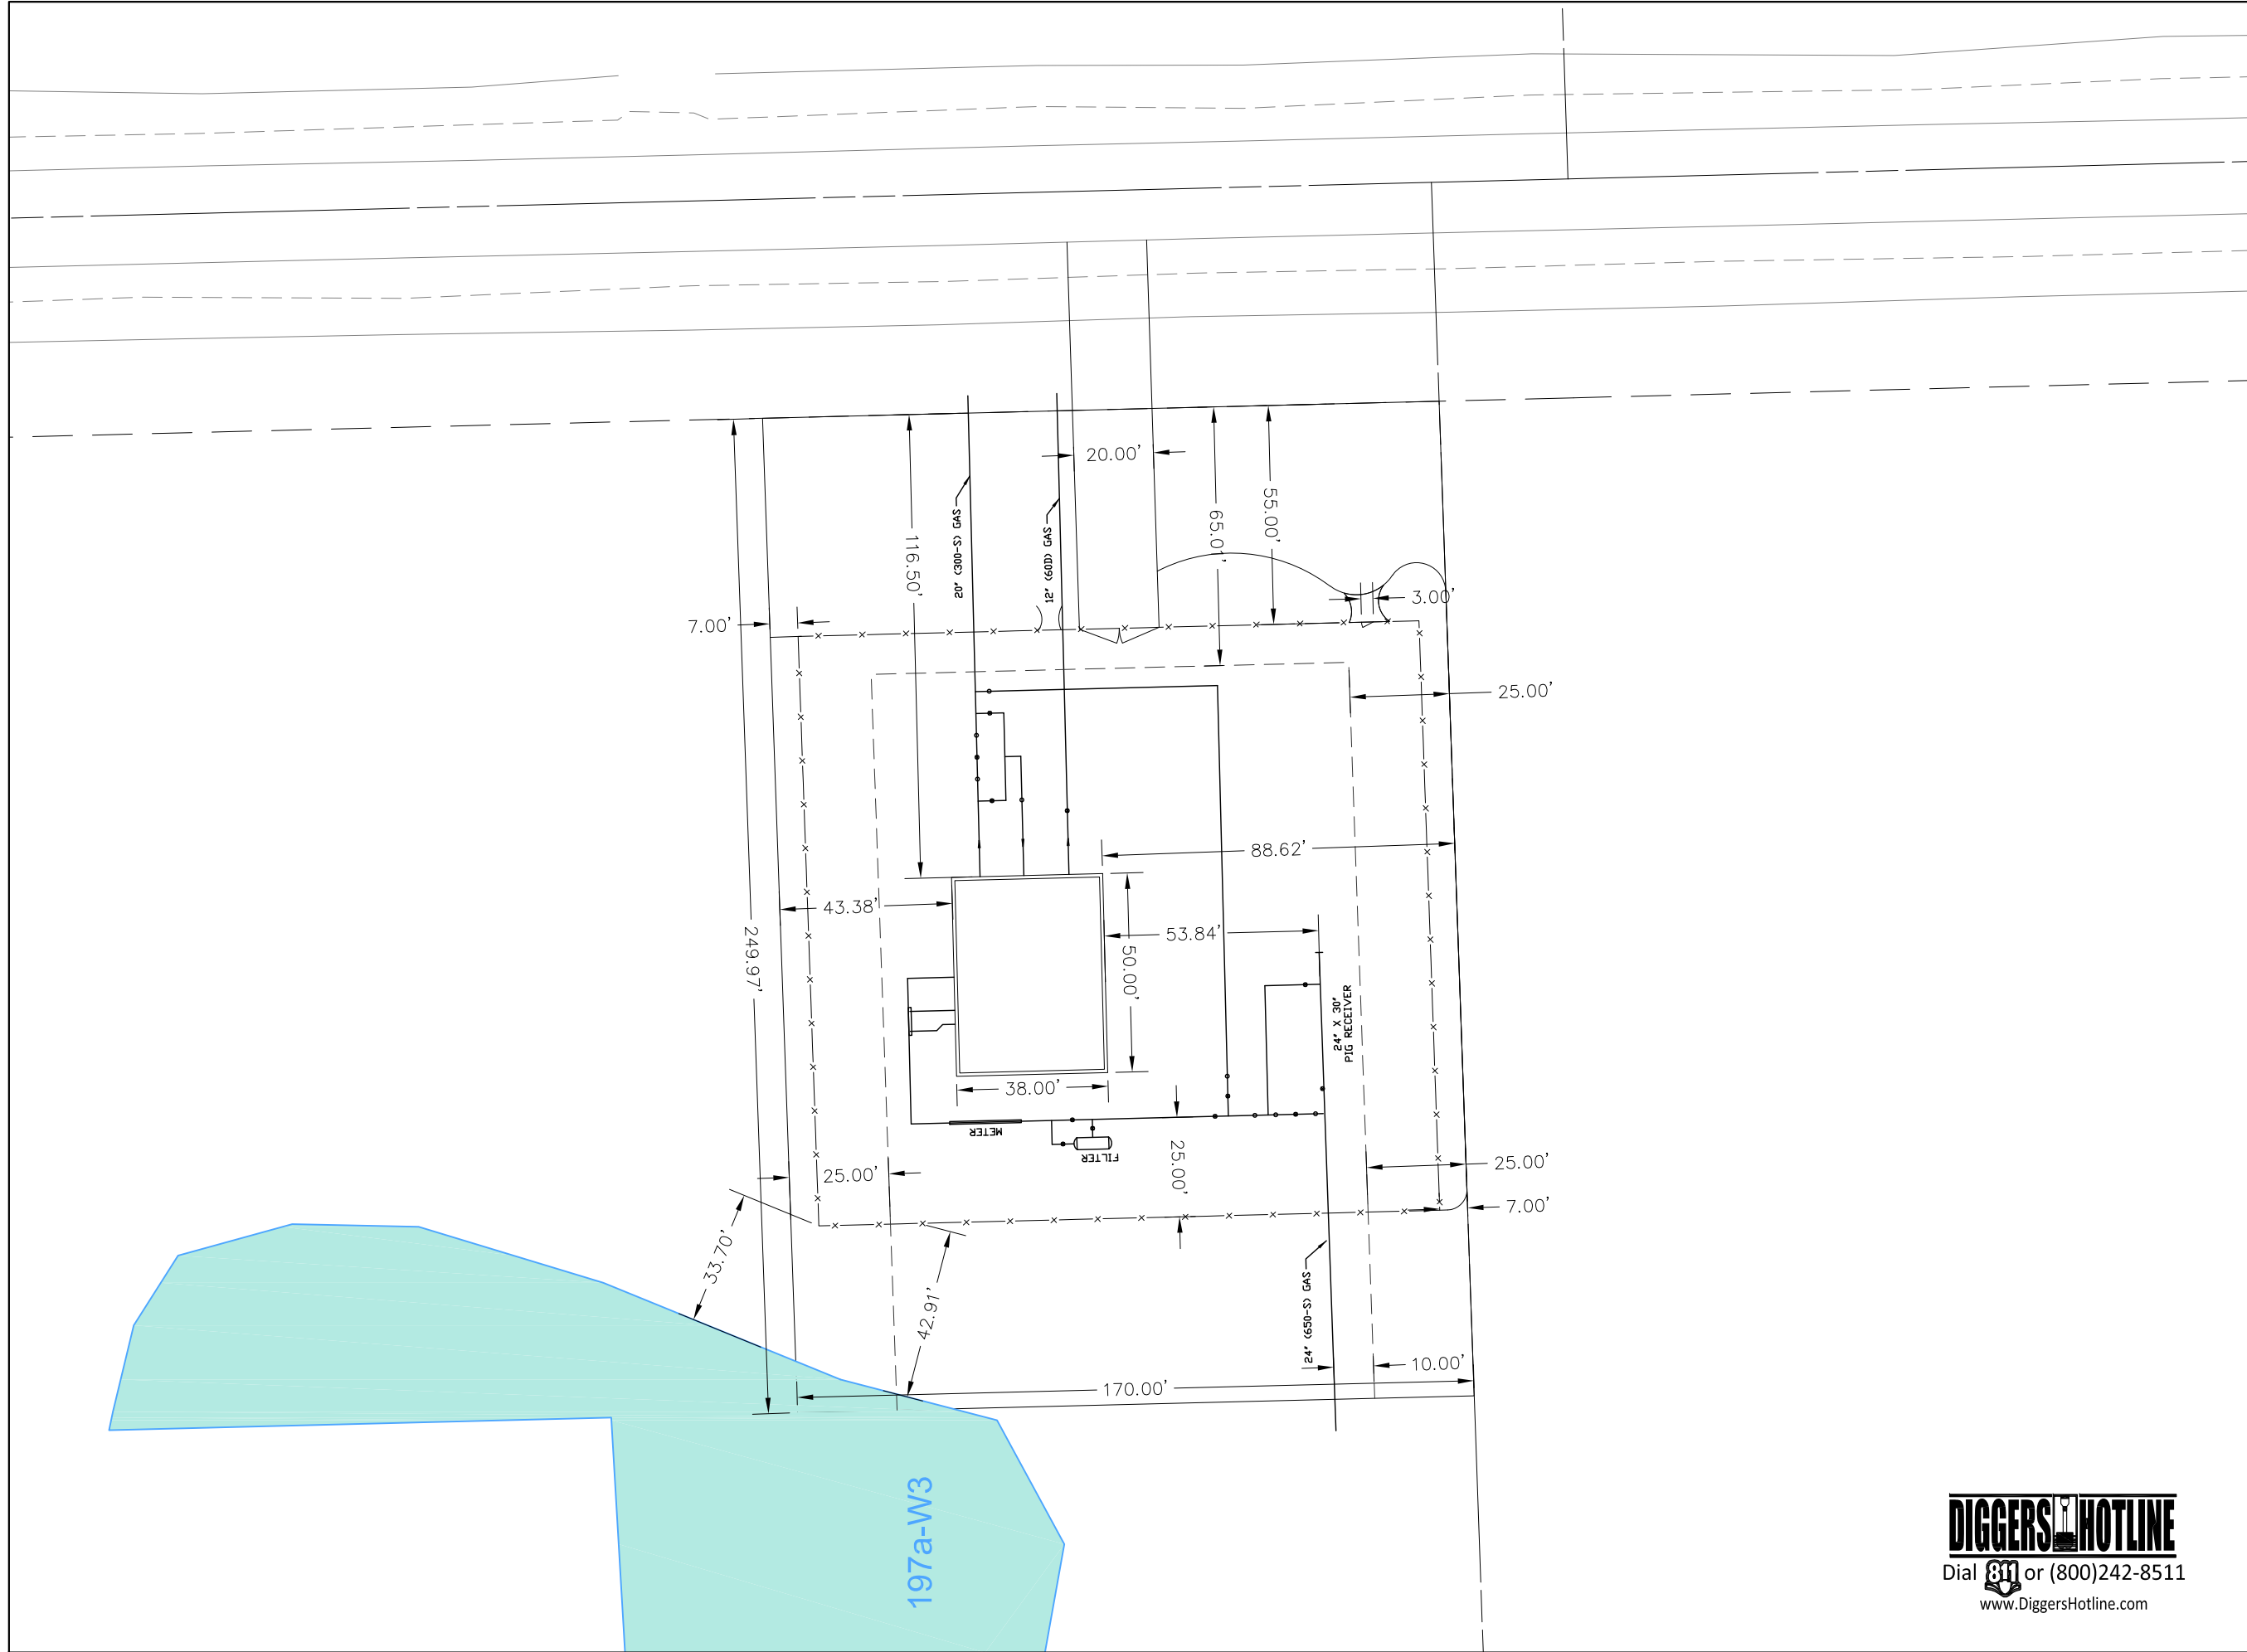 20.00'
55.00'
65.01'
116.50'
20" (300-S) GAS
12" (60D) GAS
3.00'
7.00'
25.00'
88.62'
43.38'
53.84'
249.97'
50.00'
24" X 30"
PIG RECEIVER
38.00'
METER
FILTER
25.00'
25.00'
25.00'
7.00'
33.70'
42.91'
24" (650-S) GAS
10.00'
170.00'
197a-W3
DIGGERS HOTLINE
Dial 811 or (800)242-8511
www.DiggersHotline.com